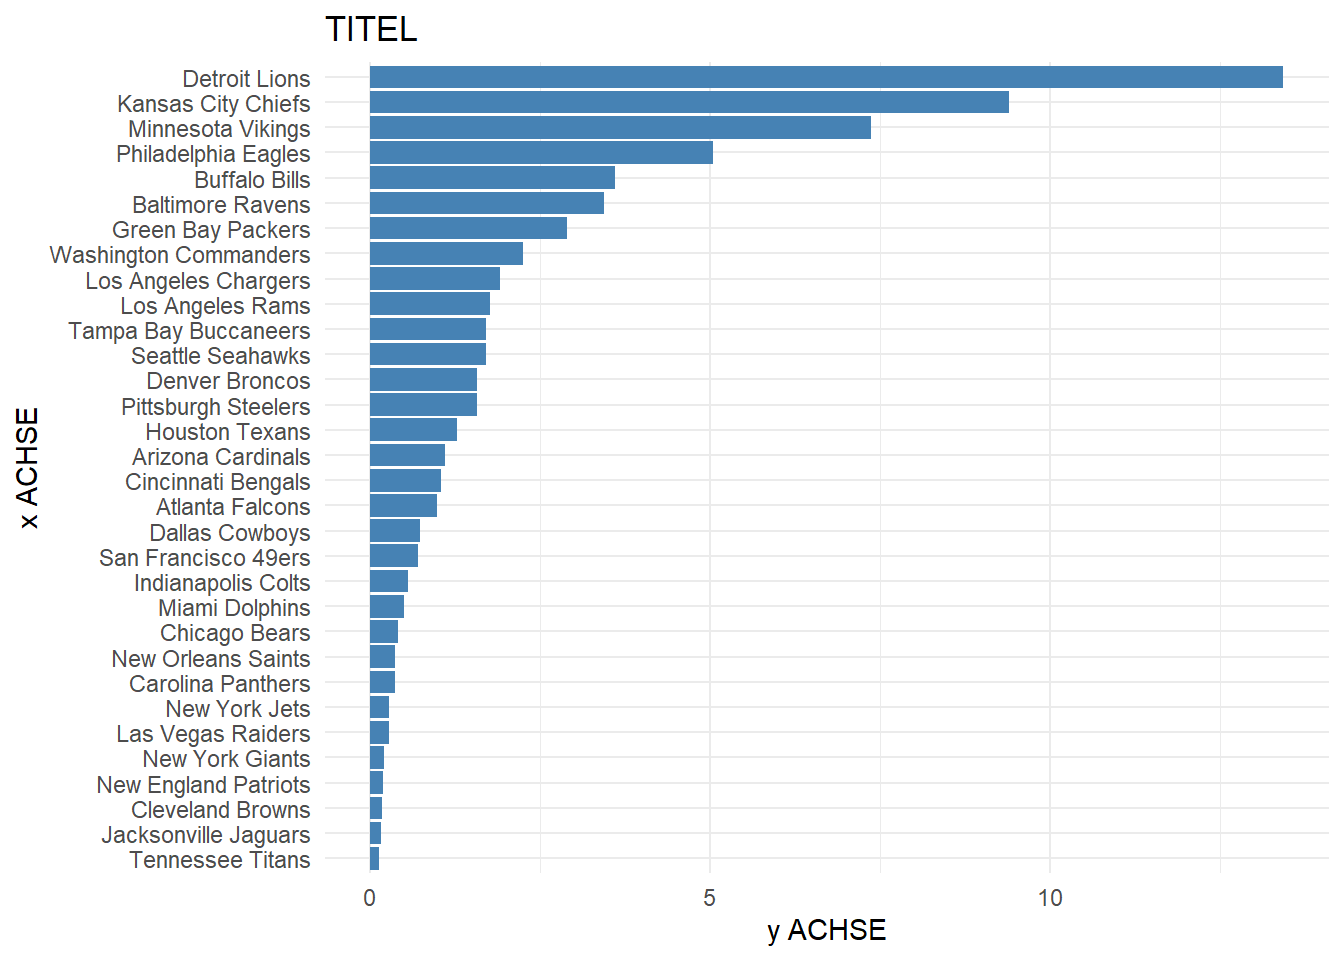 TITEL
Detroit Lions
Kansas City Chiefs
Minnesota Vikings
Philadelphia Eagles
Buffalo Bills
Baltimore Ravens
Green Bay Packers
Washington Commanders
Los Angeles Chargers
Los Angeles Rams
Tampa Bay Buccaneers
Seattle Seahawks
Denver Broncos
Pittsburgh Steelers
Houston Texans
Arizona Cardinals
Cincinnati Bengals
Atlanta Falcons
Dallas Cowboys
San Francisco 49ers
Indianapolis Colts
Miami Dolphins
Chicago Bears
New Orleans Saints
Carolina Panthers
New York Jets
Las Vegas Raiders
New York Giants
New England Patriots
Cleveland Browns
Jacksonville Jaguars
Tennessee Titans
x ACHSE
0 5 10
y ACHSE